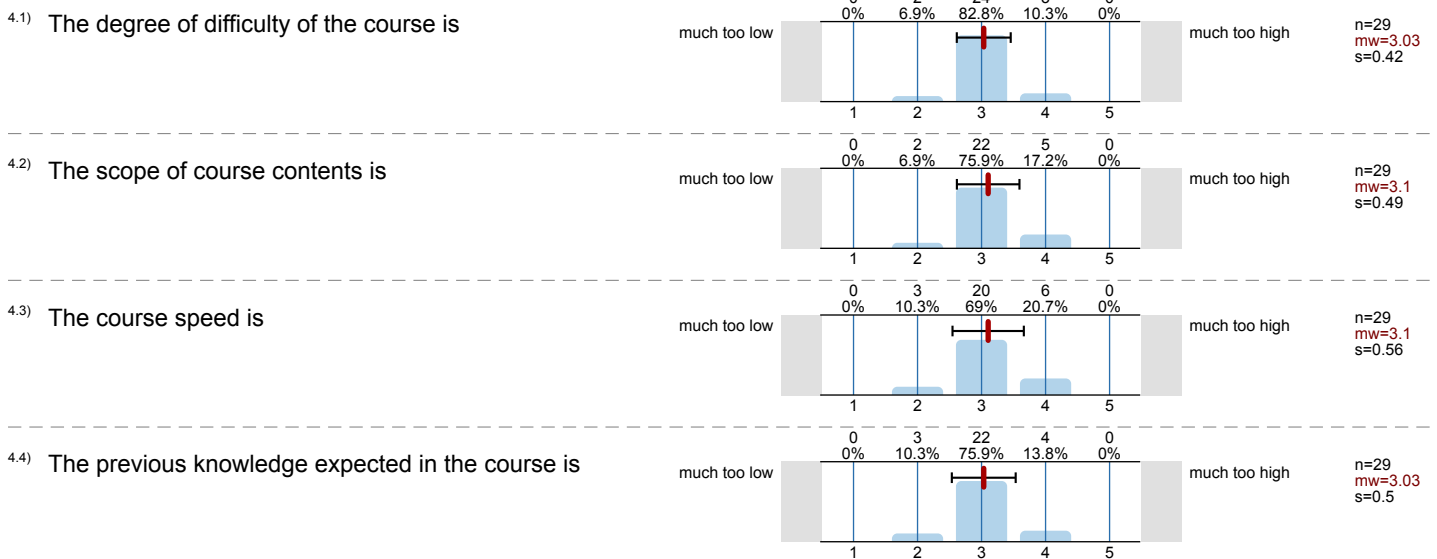 0 2 24 3 0
0% 6.9% 82.8% 10.3% 0%
4.1) The degree of difficulty of the course is
much too low
much too high
n=29
mw=3.03
s=0.42
1 2 3 4 5
0 2 22 5 0
0% 6.9% 75.9% 17.2% 0%
4.2) The scope of course contents is
much too low
much too high
n=29
mw=3.1
s=0.49
1 2 3 4 5
0 3 20 6 0
0% 10.3% 69% 20.7% 0%
4.3) The course speed is
much too low
much too high
n=29
mw=3.1
s=0.56
1 2 3 4 5
0 3 22 4 0
0% 10.3% 75.9% 13.8% 0%
4.4) The previous knowledge expected in the course is
much too low
much too high
n=29
mw=3.03
s=0.5
1 2 3 4 5